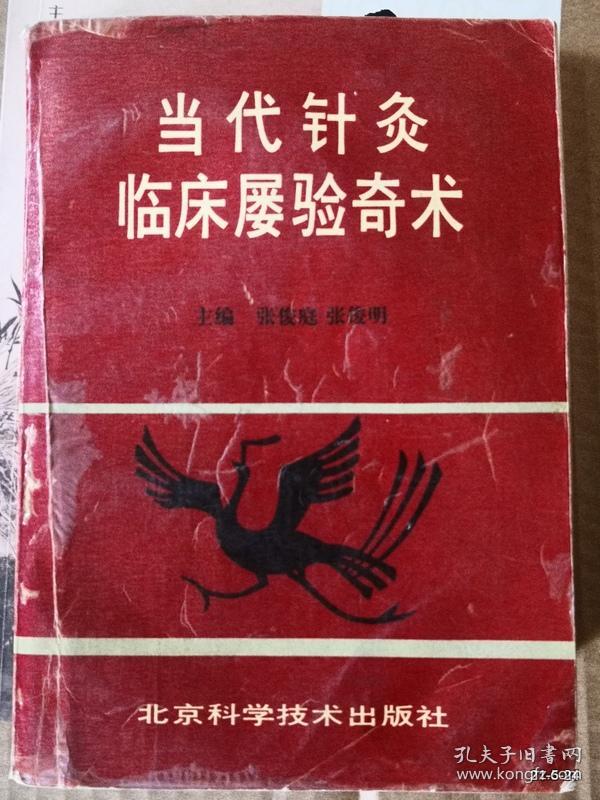 当代针灸
临床屡验奇术
主编 张俊庭 张俊明
北京科学技术出版社
孔夫子旧书网
www.kongfz.com